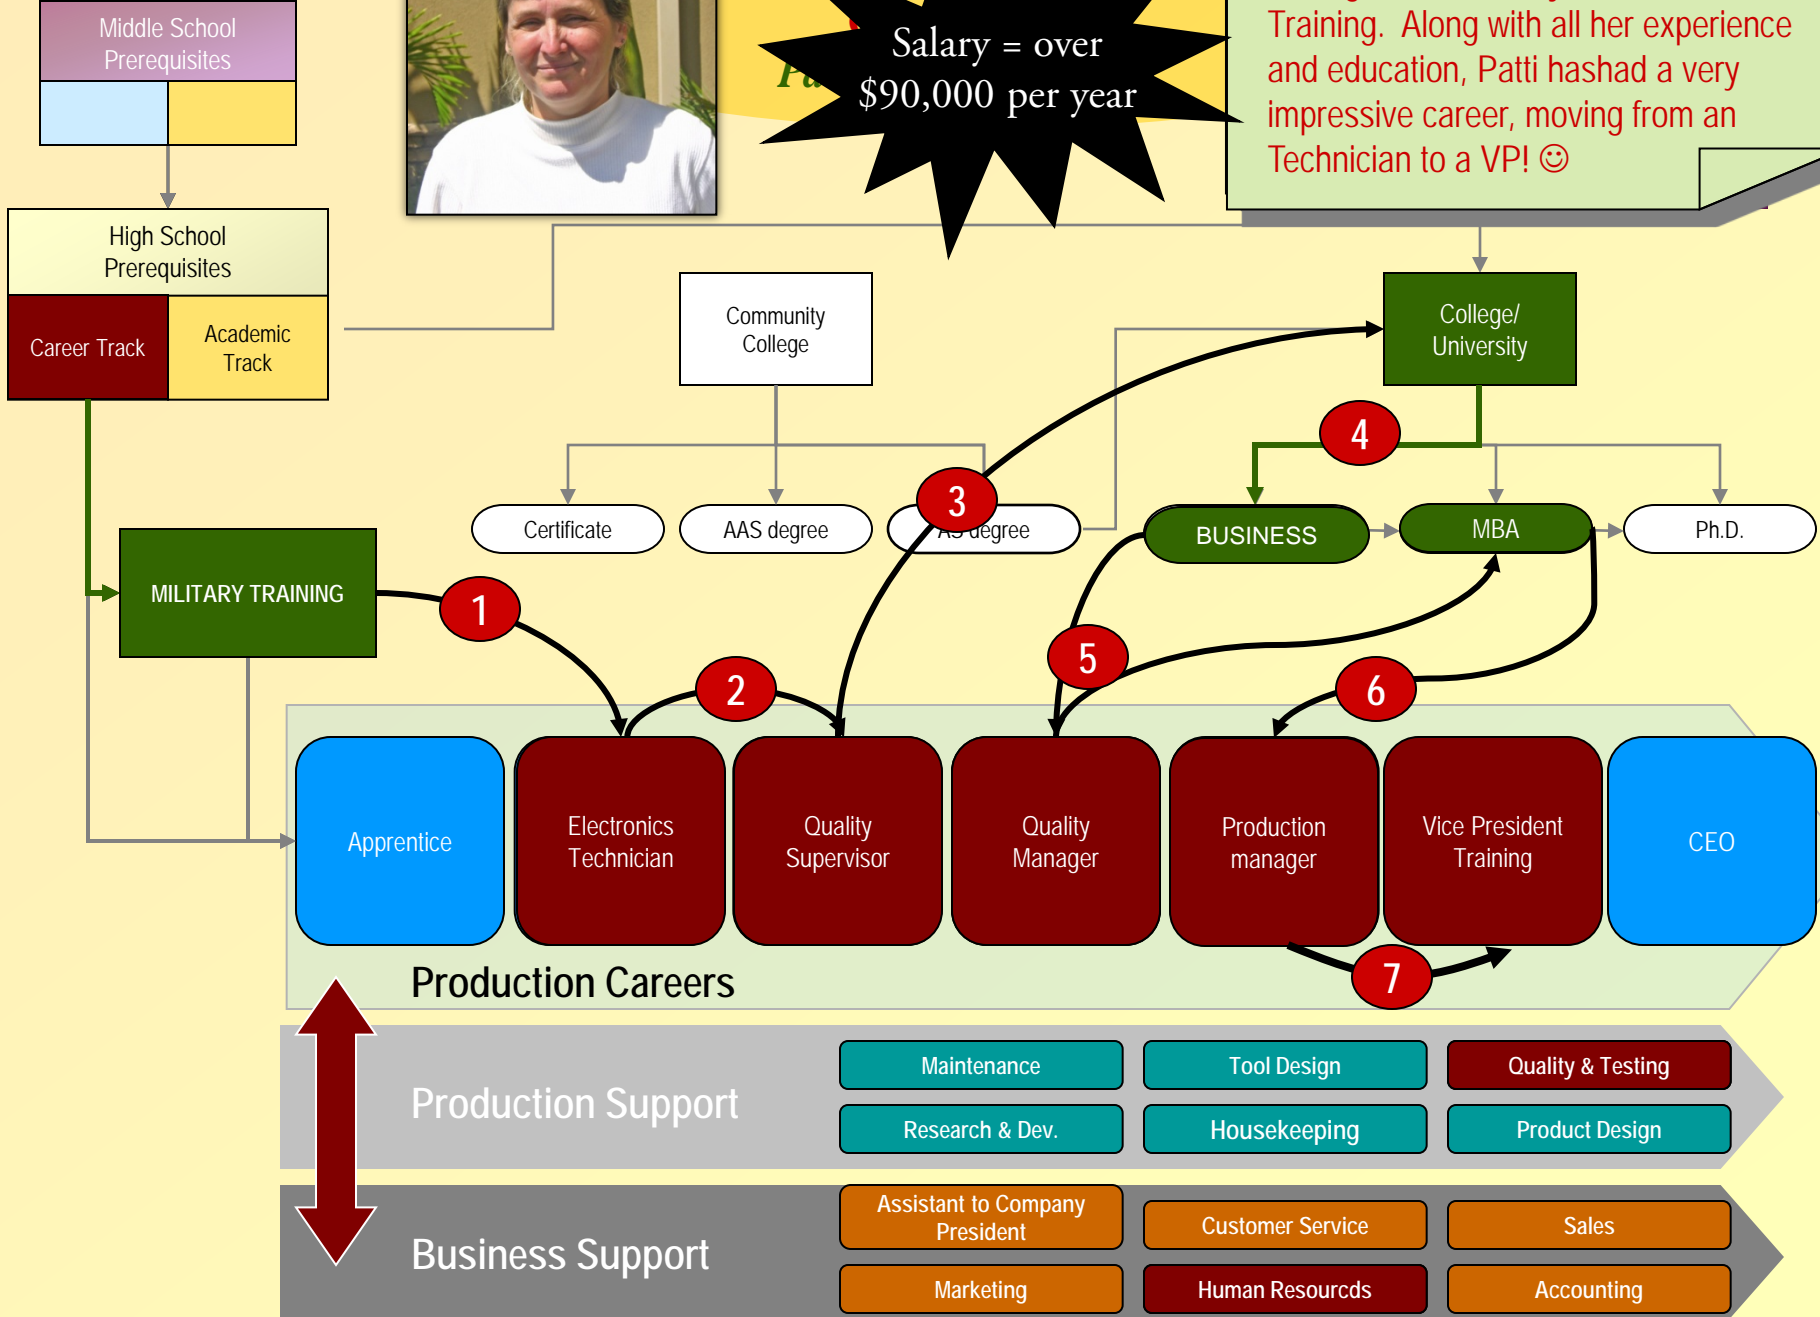 Middle School
Prerequisites
Salary = over
$90,000 per year
Training.  Along with all her experience
and education, Patti hashad a very
impressive career, moving from an
Technician to a VP! ☺
High School
Prerequisites
Career Track
Academic
Track
Community
College
College/
University
4
3
Certificate
AAS degree
AS degree
BUSINESS
MBA
Ph.D.
MILITARY TRAINING
1
2
5
6
Apprentice
Electronics
Technician
Quality
Supervisor
Quality
Manager
Production
manager
Vice President
Training
CEO
7
Production Careers
Production Support
Maintenance
Tool Design
Quality & Testing
Research & Dev.
Housekeeping
Product Design
Business Support
Assistant to Company
President
Customer Service
Sales
Marketing
Human Resourcds
Accounting